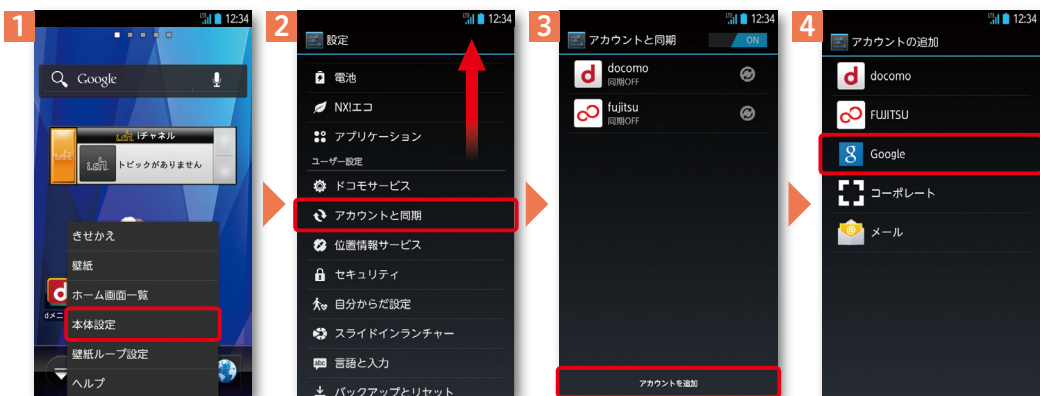 1
12:34
Google
i.ch. iチャネル
i.ch.
i.ch.
トピックがありません
きせかえ
壁紙
ホーム画面一覧
dメニ
本体設定
壁紙ループ設定
ヘルプ
2
12:34
設定
電池
NX!エコ
アプリケーション
ユーザー設定
ドコモサービス
アカウントと同期
位置情報サービス
セキュリティ
自分からだ設定
スライドインランチャー
言語と入力
バックアップとリセット
3
12:34
アカウントと同期 ON
docomo
同期OFF
fujitsu
同期OFF
アカウントを追加
4
12:34
アカウントの追加
docomo
FUJITSU
Google
コーポレート
メール